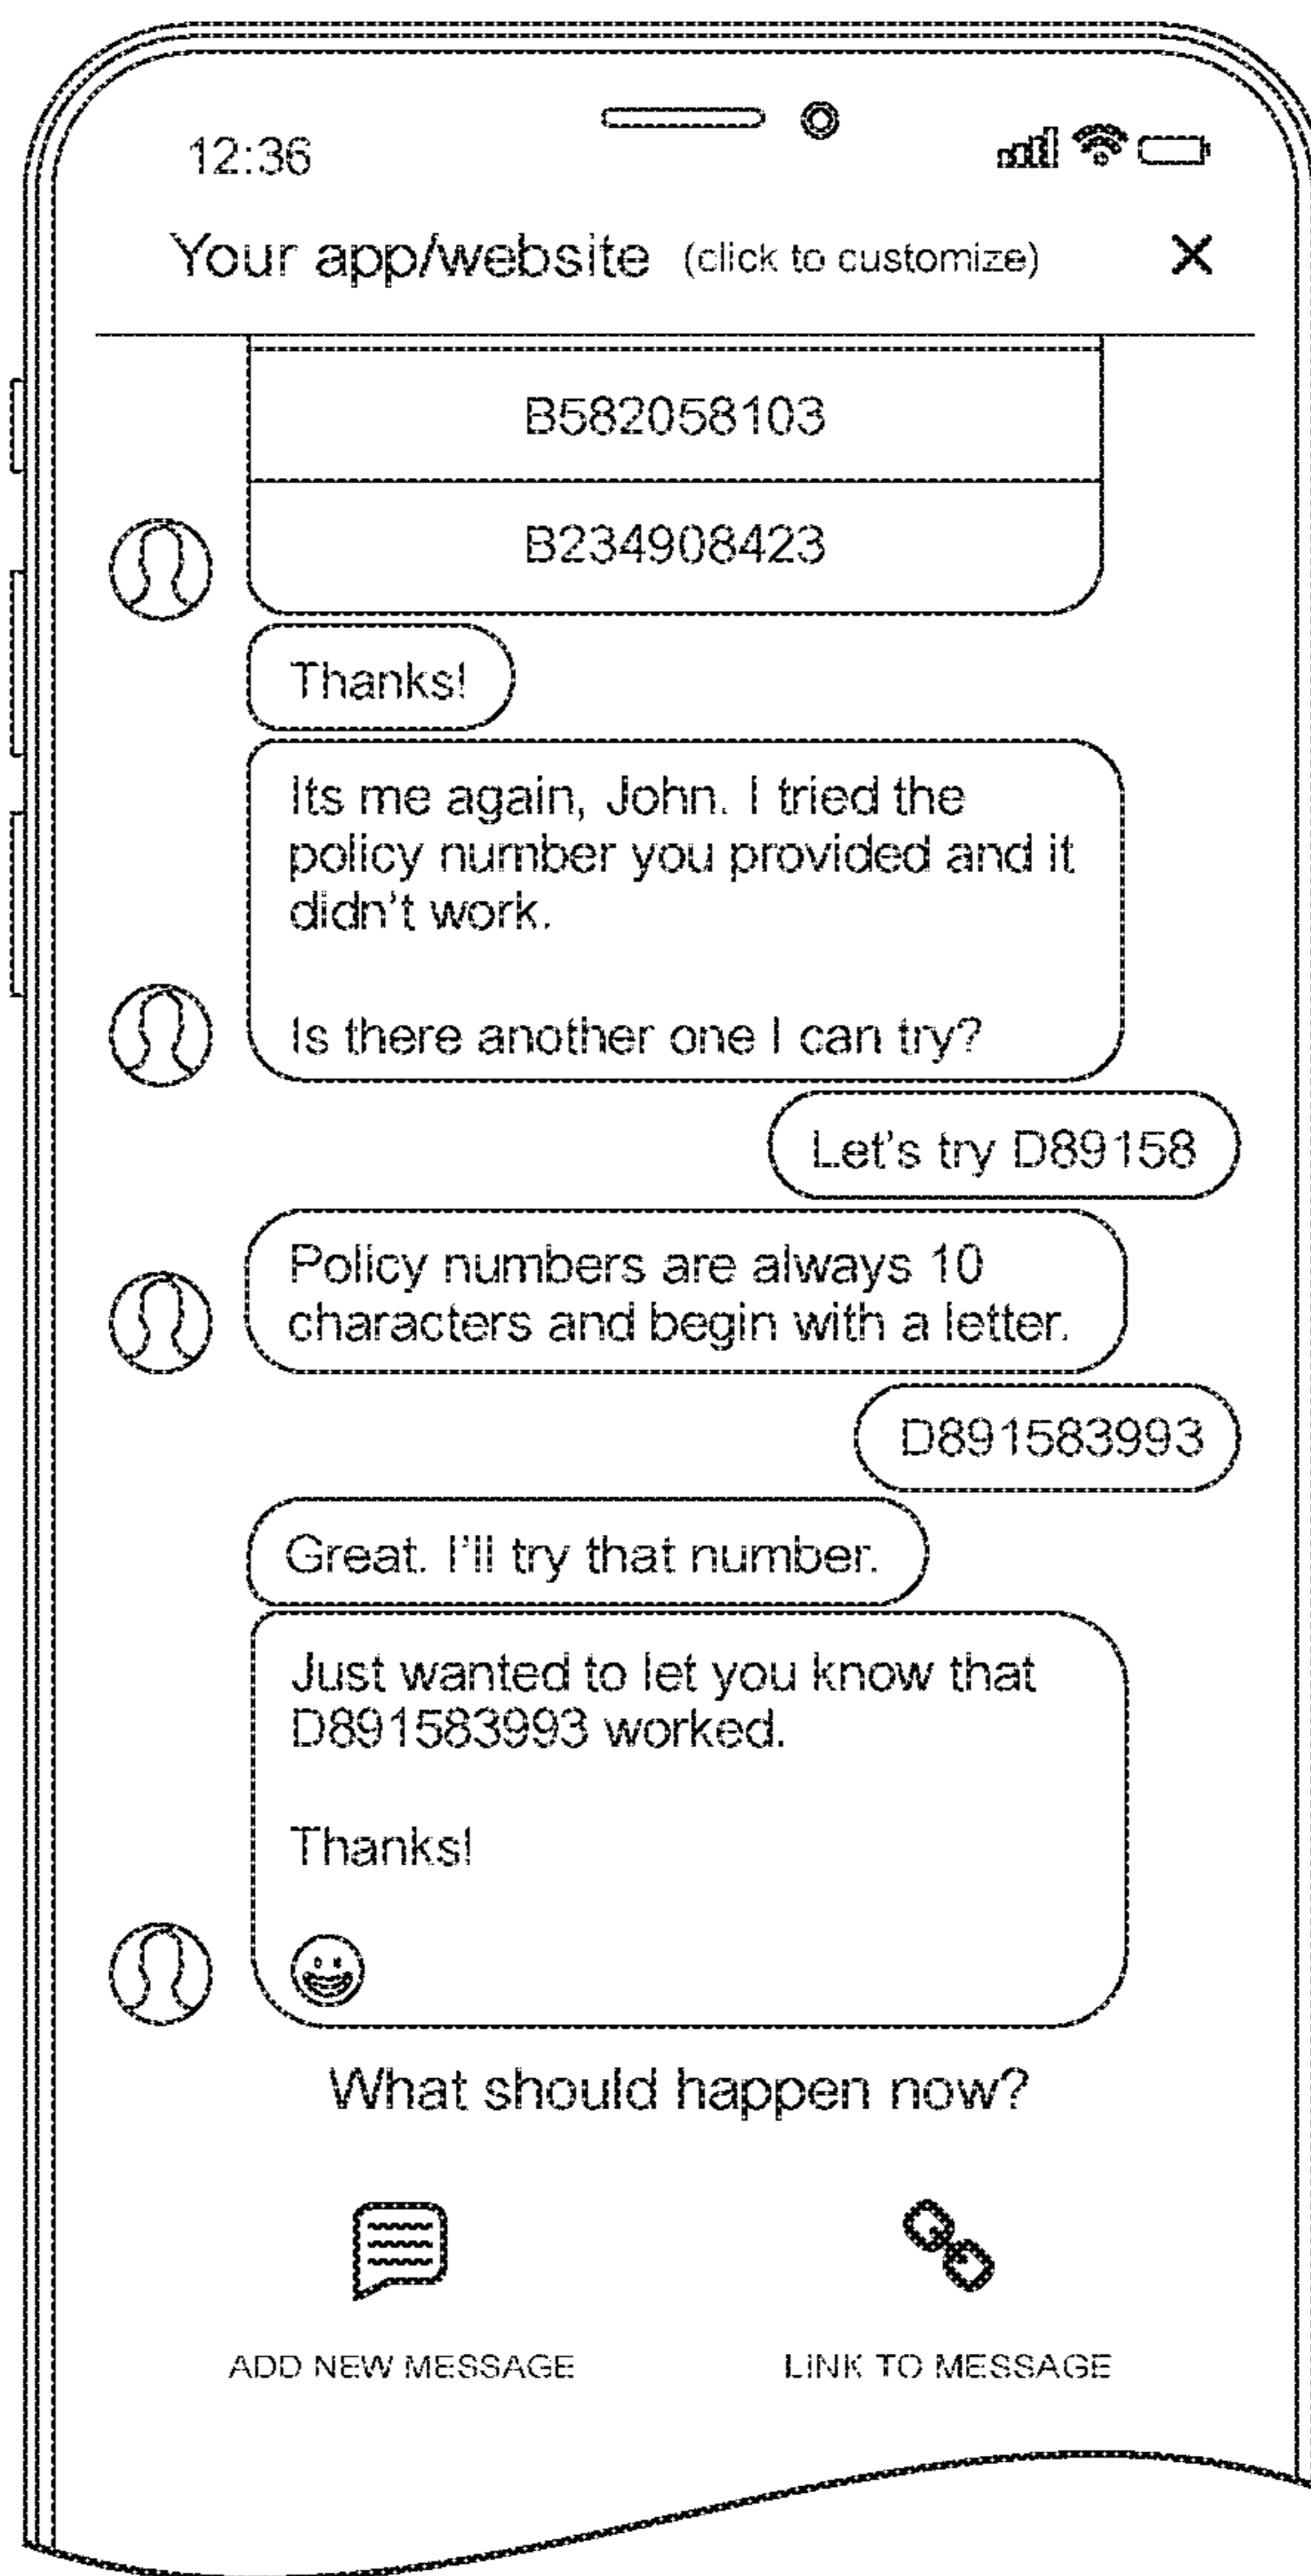 12:36
Your app/website (click to customize)
B582058103
B234908423
Thanks!
Its me again, John. I tried the
policy number you provided and it
didn't work.
Is there another one I can try?
Let's try D89158
Policy numbers are always 10
characters and begin with a letter.
D891583993
Great. I'll try that number.
Just wanted to let you know that
D891583993 worked.
Thanks!
What should happen now?
ADD NEW MESSAGE
LINK TO MESSAGE